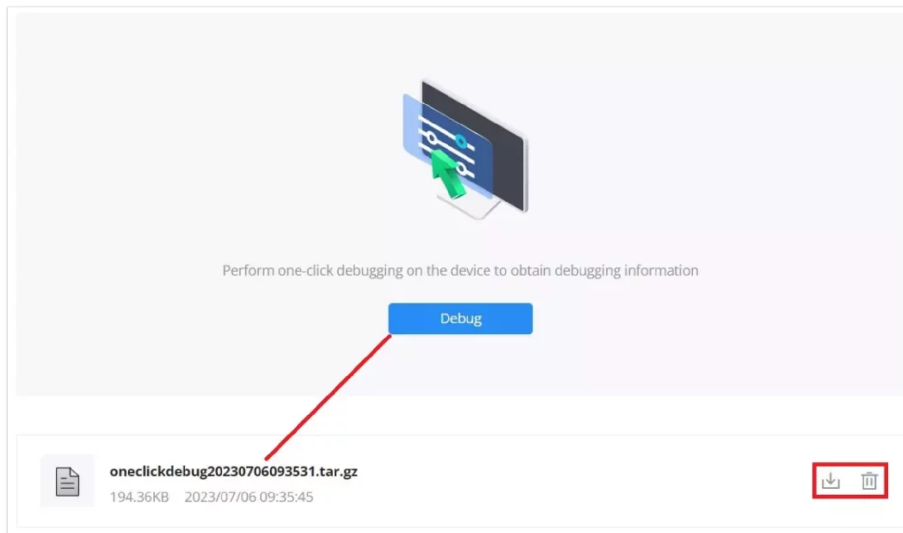 Perform one-click debugging on the device to obtain debugging information
Debug
oneclickdebug20230706093531.tar.gz
194.36KB 2023/07/06 09:35:45